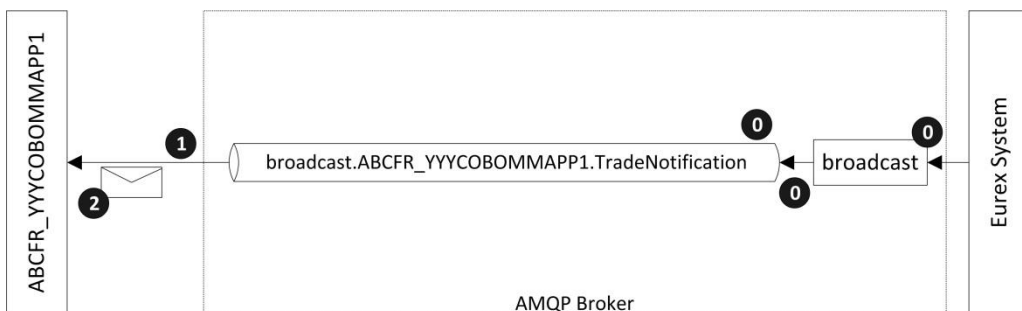 ABCFR_YYYCOBOMMAPP1
1
2
broadcast.ABCFR_YYYCOBOMMAPP1.TradeNotification
0
0
broadcast
0
Eurex System
AMQP Broker